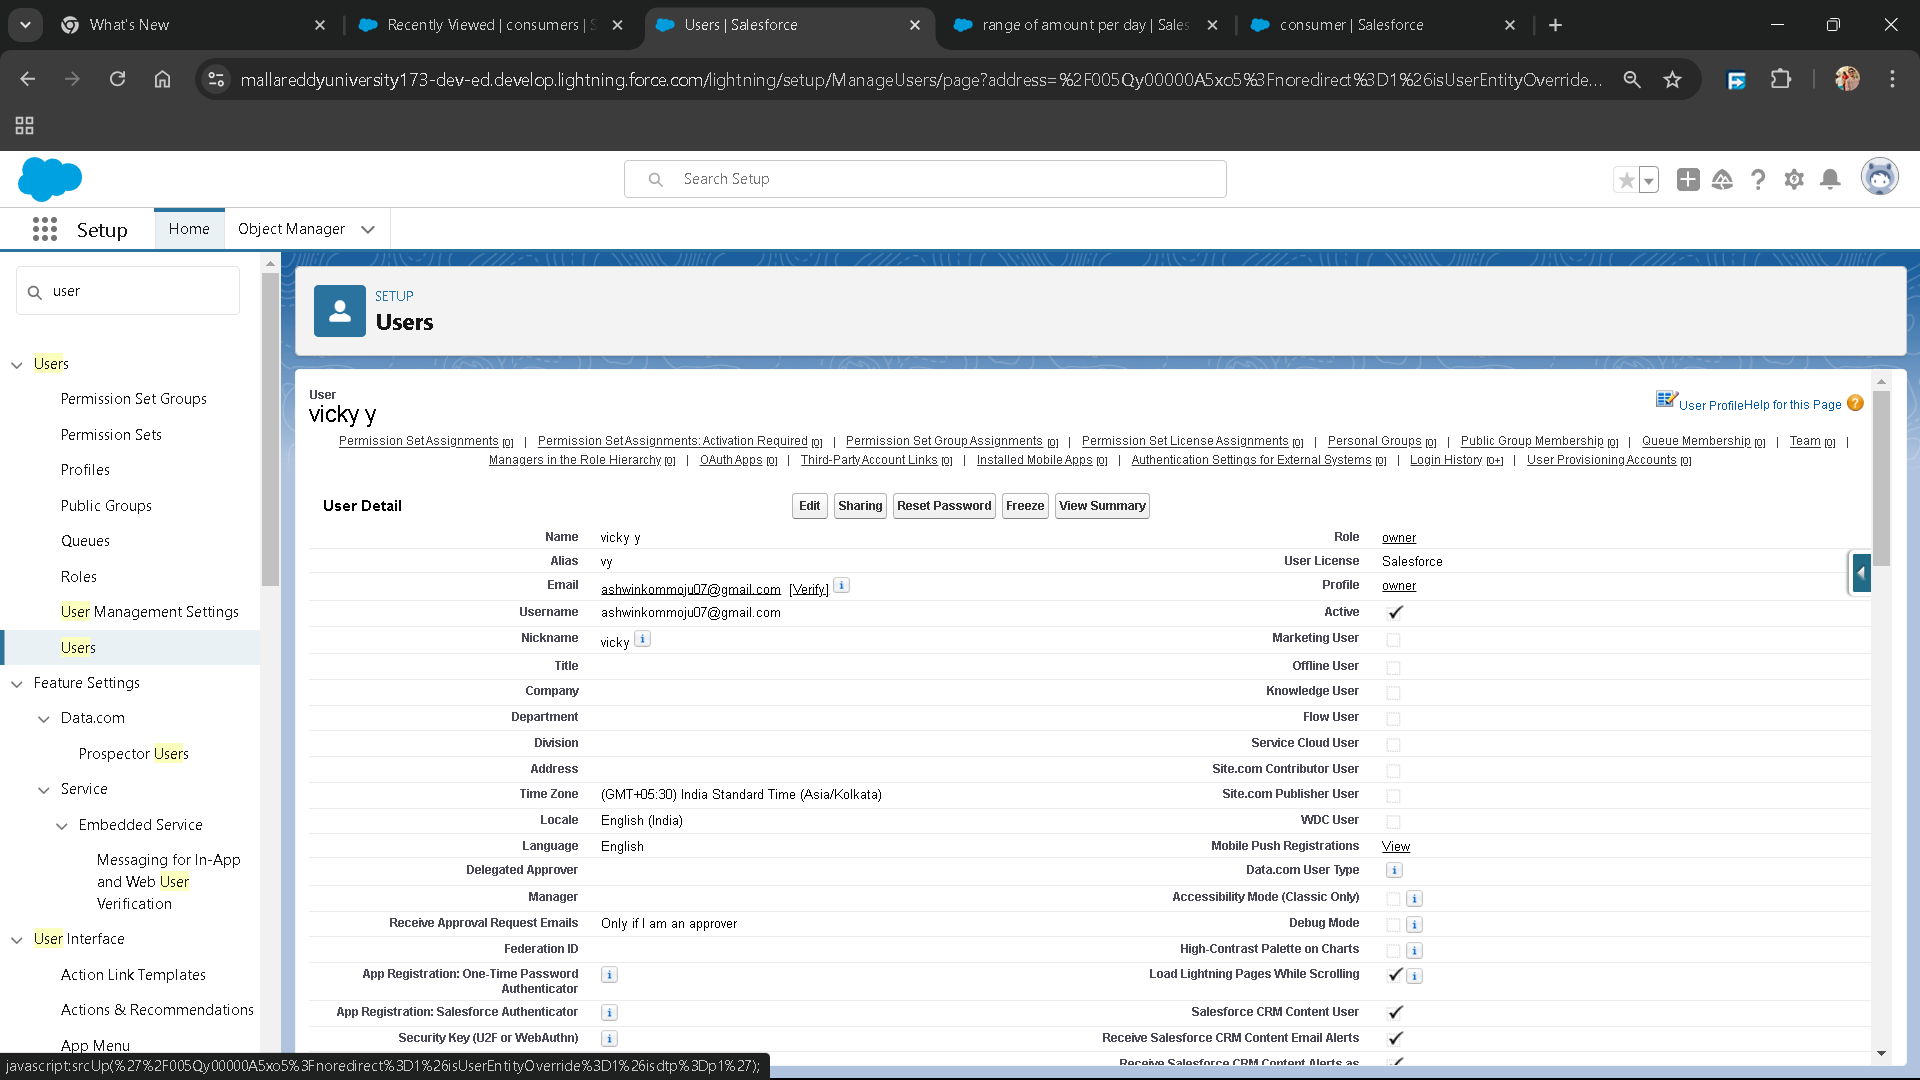 What's New
Recently Viewed | consumers | S
Users | Salesforce
range of amount per day | Sales
consumer | Salesforce
mallareddyuniversity173-dev-ed.develop.lightning.force.com/lightning/setup/ManageUsers/page?address=%2F005Qy00000A5xo5%3Fnoredirect%3D1%26isUserEntityOverride...
Search Setup
Setup
Home
Object Manager
user
Users
Permission Set Groups
Permission Sets
Profiles
Public Groups
Queues
Roles
User Management Settings
Users
Feature Settings
Data.com
Prospector Users
Service
Embedded Service
Messaging for In-App
and Web User
Verification
User Interface
Action Link Templates
Actions & Recommendations
App Menu
SETUP
Users
User
vicky y
User Profile Help for this Page
Permission Set Assignments [0] | Permission Set Assignments: Activation Required [0] | Permission Set Group Assignments [0] | Permission Set License Assignments [0] | Personal Groups [0] | Public Group Membership [0] | Queue Membership [0] | Team [0] |
Managers in the Role Hierarchy [0] | OAuth Apps [0] | Third-Party Account Links [0] | Installed Mobile Apps [0] | Authentication Settings for External Systems [0] | Login History [0+] | User Provisioning Accounts [0]
User Detail
Edit Sharing Reset Password Freeze View Summary
Name vicky y Role owner
Alias vy User License Salesforce
Email ashwinkommoju07@gmail.com [Verify] Profile owner
Username ashwinkommoju07@gmail.com Active
Nickname vicky Marketing User
Title Offline User
Company Knowledge User
Department Flow User
Division Service Cloud User
Address Site.com Contributor User
Time Zone (GMT+05:30) India Standard Time (Asia/Kolkata) Site.com Publisher User
Locale English (India) WDC User
Language English Mobile Push Registrations View
Delegated Approver Data.com User Type
Manager Accessibility Mode (Classic Only)
Receive Approval Request Emails Only if I am an approver Debug Mode
Federation ID High-Contrast Palette on Charts
App Registration: One-Time Password
Authenticator Load Lightning Pages While Scrolling
App Registration: Salesforce Authenticator Salesforce CRM Content User
Security Key (U2F or WebAuthn) Receive Salesforce CRM Content Email Alerts
Receive Salesforce CRM Content Alerts as
javascript:srcUp(%27%2F005Qy00000A5xo5%3Fnoredirect%3D1%26isUserEntityOverride%3D1%26isdtp%3Dp1%27);